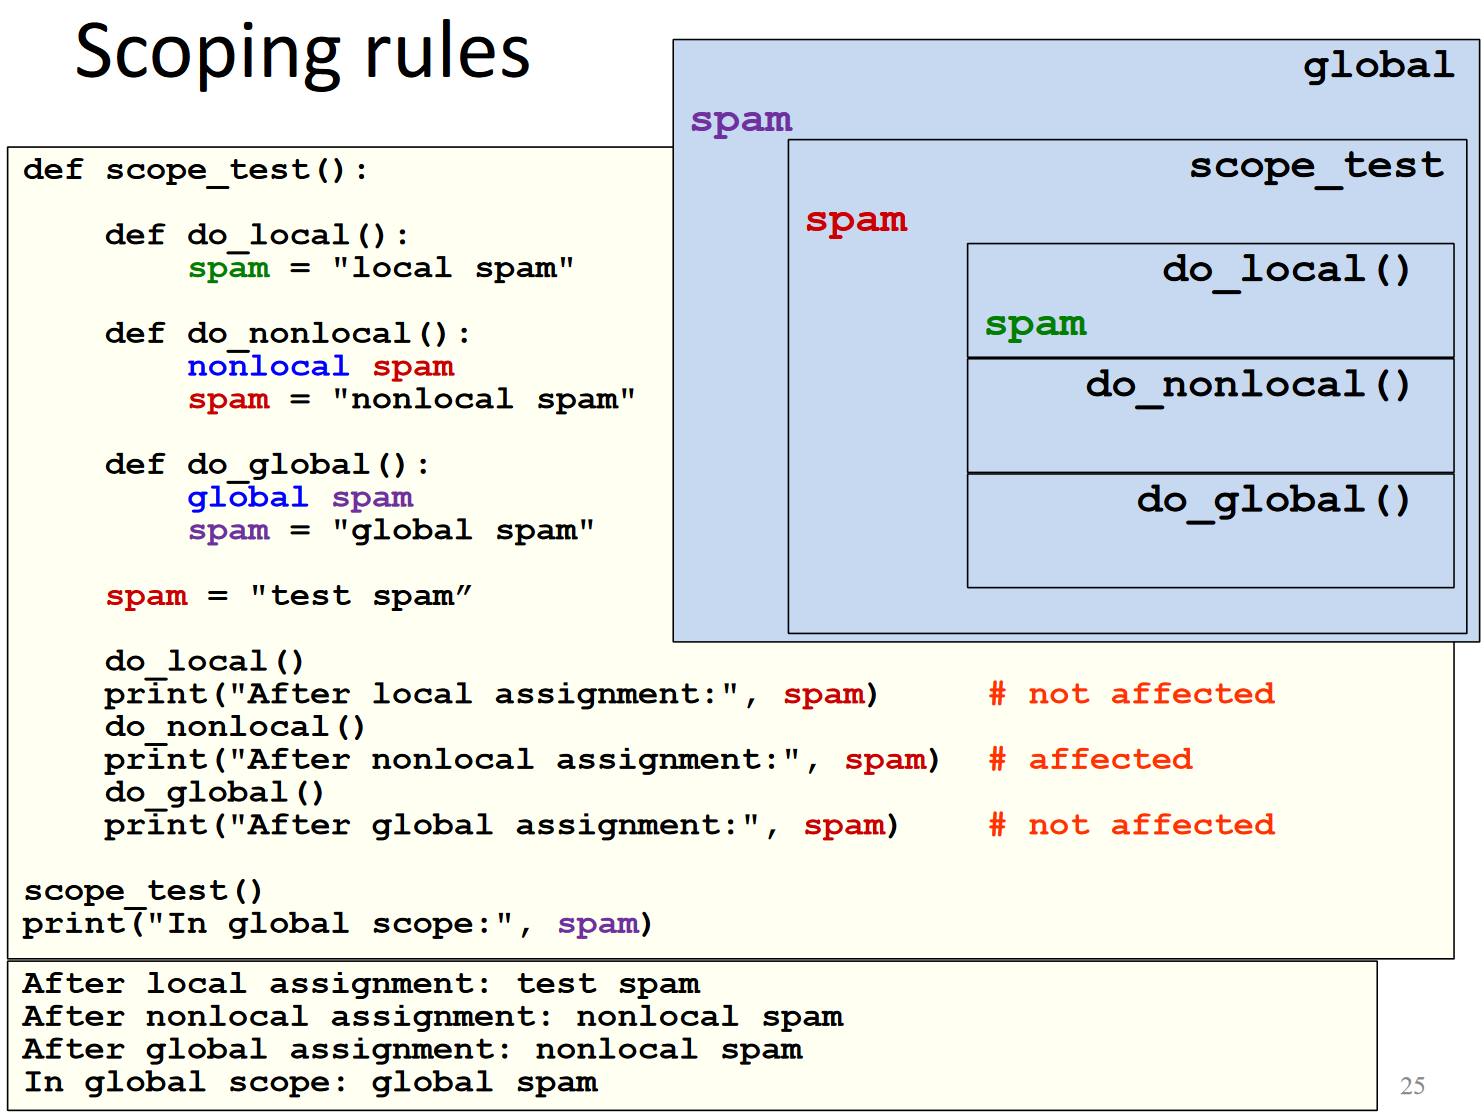 Scoping rules
global
spam
scope_test
spam
do_local()
spam
do_nonlocal()
do_global()
def scope_test():
    def do_local():
        spam = "local spam"
    def do_nonlocal():
        nonlocal spam
        spam = "nonlocal spam"
    def do_global():
        global spam
        spam = "global spam"
    spam = "test spam”
    do_local()
    print("After local assignment:", spam)     # not affected
    do_nonlocal()
    print("After nonlocal assignment:", spam)  # affected
    do_global()
    print("After global assignment:", spam)    # not affected
scope_test()
print("In global scope:", spam)
After local assignment: test spam
After nonlocal assignment: nonlocal spam
After global assignment: nonlocal spam
In global scope: global spam
25